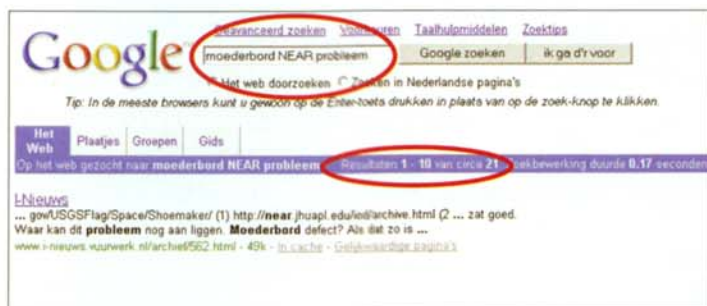 Geavanceerd zoeken Voorkeuren Taalhulpmiddelen Zoektips
Google
moederbord NEAR probleem Google zoeken ik ga d'r voor
Het web doorzoeken Zoeken in Nederlandse pagina's
Tip: In de meeste browsers kunt u gewoon op de Enter-toets drukken in plaats van op de zoek-knop te klikken.
Het Web Plaatjes Groepen Gids
Op het web gezocht naar moederbord NEAR probleem Resultaten 1 - 10 van circa 21 zoekbewerking duurde 0.17 seconden
I-Nieuws
... gov/USGSFlag/Space/Shoemaker/ (1) http://near.jhuapl.edu/iod/archive.html (2 ... zat goed.
Waar kan dit probleem nog aan liggen. Moederbord defect? Als dat zo is ...
www.i-nieuws.vuurwerk.nl/archief/562.html - 49k - In cache - Gelijkwaardige pagina's